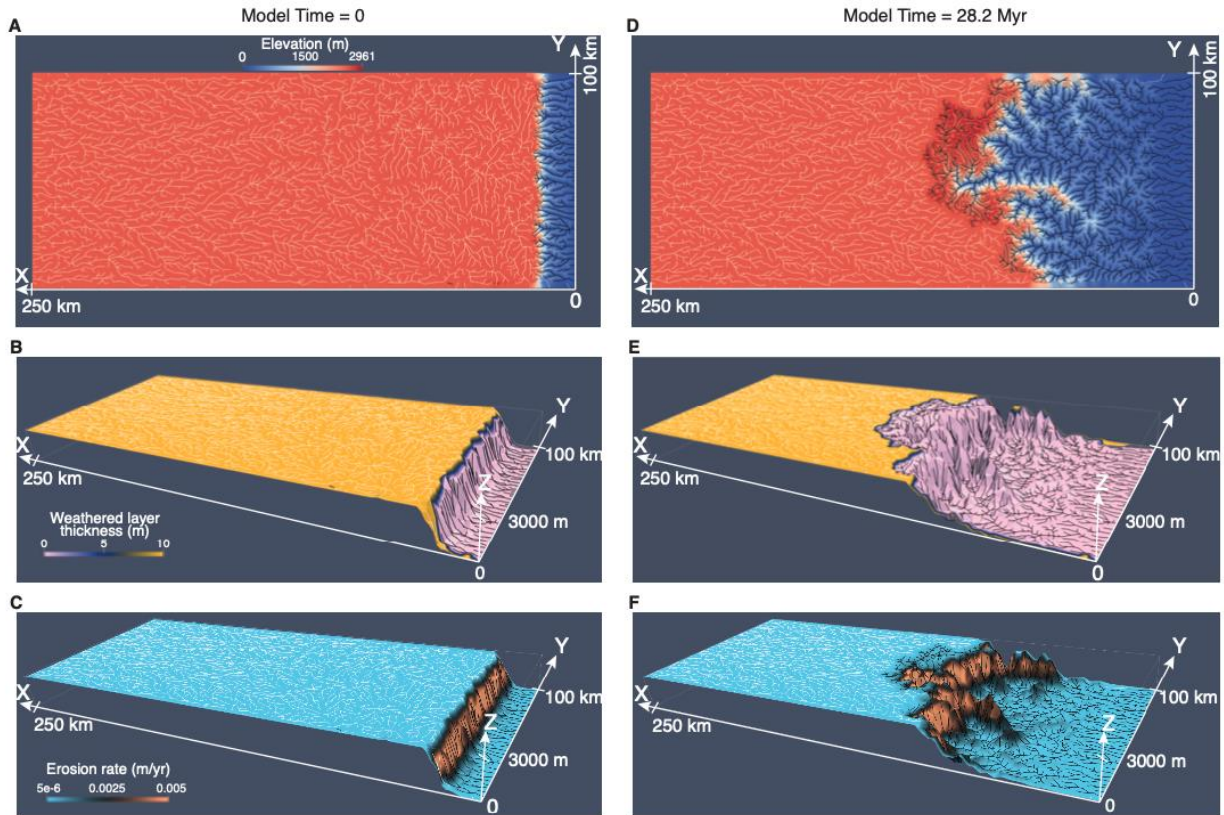 Model Time = 0
Model Time = 28.2 Myr
A
Elevation (m)
0 1500 2961
Y
100 km
X
250 km
0
D
Y
100 km
X
250 km
0
B
Y
X
250 km
Z
100 km
Weathered layer
thickness (m)
0 5 10
3000 m
0
E
Y
X
250 km
Z
100 km
3000 m
0
C
Y
X
250 km
Z
100 km
Erosion rate (m/yr)
5e-6 0.0025 0.005
3000 m
0
F
Y
X
250 km
Z
100 km
3000 m
0